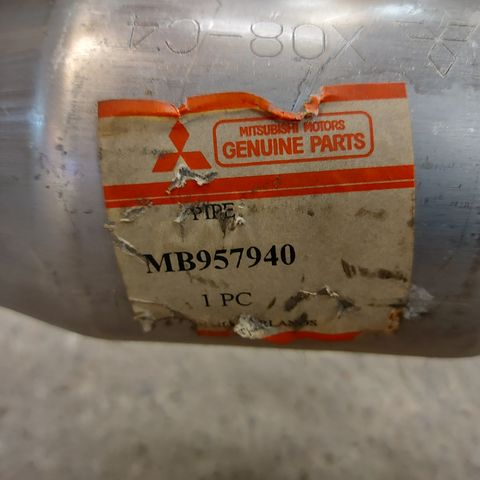 MITSUBISHI MOTORS
GENUINE PARTS
PIPE,
MB957940
1 PC